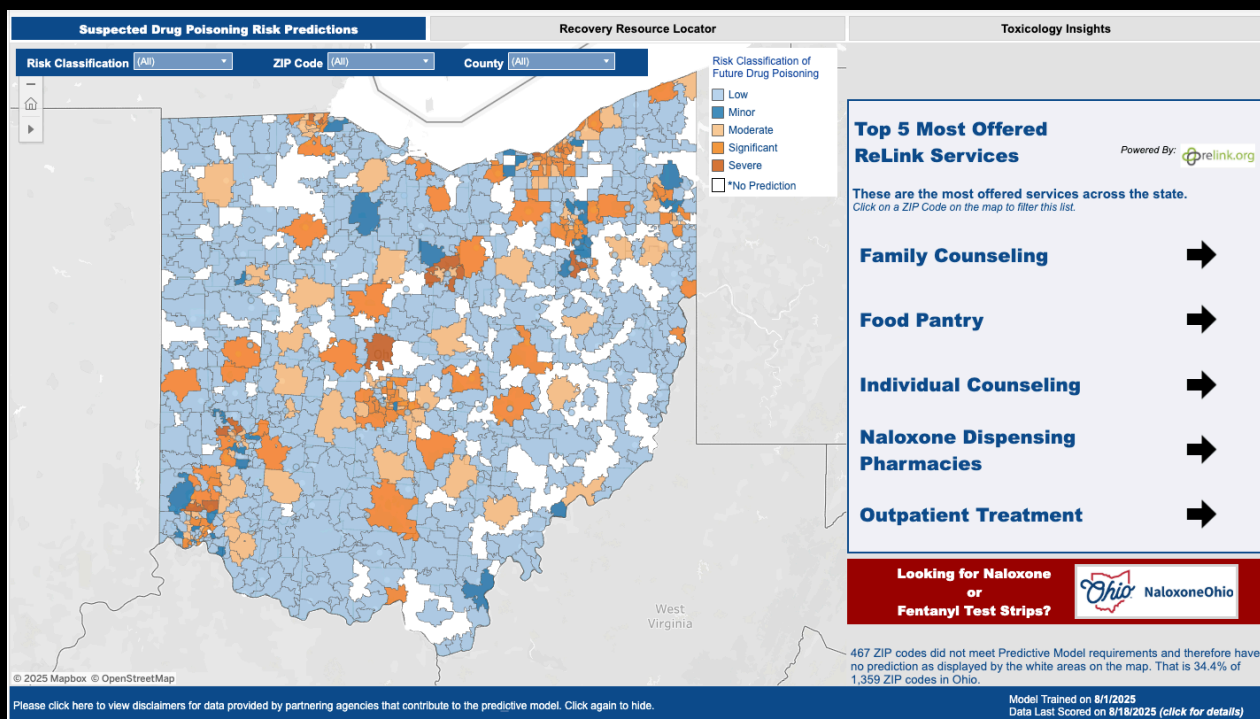 Suspected Drug Poisoning Risk Predictions
Recovery Resource Locator
Toxicology Insights
Risk Classification (All)
ZIP Code (All)
County (All)
Risk Classification of
Future Drug Poisoning
Low
Minor
Moderate
Significant
Severe
*No Prediction
West
Virginia
© 2025 Mapbox © OpenStreetMap
Top 5 Most Offered
ReLink Services
Powered By:
relink.org
These are the most offered services across the state.
Click on a ZIP Code on the map to filter this list.
Family Counseling
Food Pantry
Individual Counseling
Naloxone Dispensing
Pharmacies
Outpatient Treatment
Looking for Naloxone
or
Fentanyl Test Strips?
Ohio
NaloxoneOhio
467 ZIP codes did not meet Predictive Model requirements and therefore have
no prediction as displayed by the white areas on the map. That is 34.4% of
1,359 ZIP codes in Ohio.
Please click here to view disclaimers for data provided by partnering agencies that contribute to the predictive model. Click again to hide.
Model Trained on 8/1/2025
Data Last Scored on 8/18/2025 (click for details)